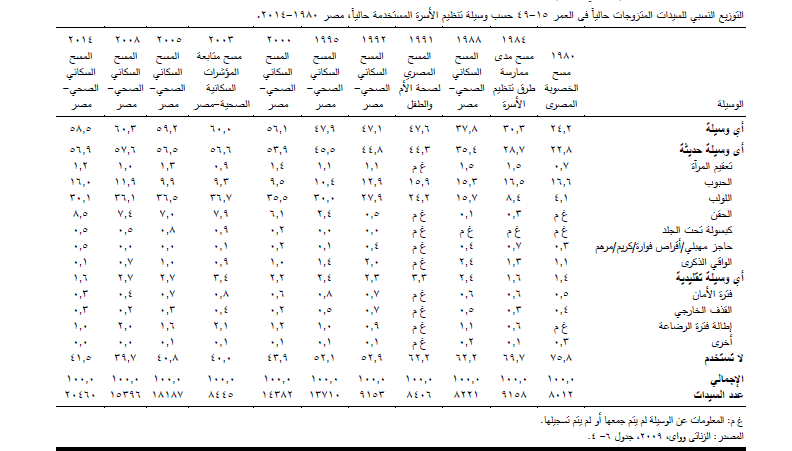 التوزيع النسبي للسيدات المتزوجات حالياً فى العمر ١٥-٤٩ حسب وسيلة تنظيم الأسرة المستخدمة حالياً، مصر ١٩٨٠-٢٠١٤.
الوسيلة | ١٩٨٠ مسح الخصوبة المصرى | ١٩٨٤ مسح مدى ممارسة طرق تنظيم الأسرة | ١٩٨٨ المسح السكاني الصحي- مصر | ١٩٩١ المسح المصري لصحة الأم والطفل | ١٩٩٢ المسح السكاني الصحي- مصر | ١٩٩٥ المسح السكاني الصحي- مصر | ٢٠٠٠ المسح السكاني الصحي- مصر | ٢٠٠٣ مسح متابعة المؤشرات السكانية الصحية-مصر | ٢٠٠٥ المسح السكاني الصحي- مصر | ٢٠٠٨ المسح السكاني الصحي- مصر | ٢٠١٤ المسح السكاني الصحي- مصر
أي وسيلة ٢٤,٢ ٣٠,٣ ٣٧,٨ ٤٧,٦ ٤٧,١ ٤٧,٩ ٥٦,١ ٦٠,٠ ٥٩,٢ ٦٠,٣ ٥٨,٥
أى وسيلة حديثة ٢٢,٨ ٢٨,٧ ٣٥,٤ ٤٤,٣ ٤٤,٨ ٤٥,٥ ٥٣,٩ ٥٦,٦ ٥٦,٥ ٥٧,٦ ٥٦,٩
تعقيم المرأة ٠,٧ ١,٥ ١,٥ غ م ١,١ ١,١ ١,٤ ٠,٩ ١,٣ ١,٠ ١,٢
الحبوب ١٦,٦ ١٦,٥ ١٥,٣ ١٥,٩ ١٢,٩ ١٠,٤ ٩,٥ ٩,٣ ٩,٩ ١١,٩ ١٦,٠
اللولب ٤,١ ٨,٤ ١٥,٧ ٢٤,٢ ٢٧,٩ ٣٠,٠ ٣٥,٥ ٣٦,٧ ٣٦,٥ ٣٦,١ ٣٠,١
الحقن غ م ٠,٣ ٠,١ غ م ٠,٥ ٢,٤ ٦,١ ٧,٩ ٧,٠ ٧,٤ ٨,٥
كبسولة تحت الجلد غ م غ م غ م غ م ٠,٠ ٠,٠ ٠,٢ ٠,٩ ٠,٨ ٠,٥ ٠,٥
حاجز مهبلي/أقراص فوارة/كريم/مرهم ٠,٣ ٠,٧ ٠,٤ غ م ٠,٤ ٠,١ ٠,٢ ٠,١ ٠,١ ٠,٠ ٠,٥
الواقي الذكرى ١,١ ١,٣ ٢,٤ غ م ٢,٠ ١,٤ ١,٠ ٠,٩ ١,٠ ٠,٧ ٠,١
أي وسيلة تقليدية ١,٤ ١,٦ ٢,٤ ٣,٣ ٢,٣ ٢,٤ ٢,٢ ٣,٤ ٢,٧ ٢,٧ ١,٦
فترة الأمان ٠,٥ ٠,٦ ٠,٦ غ م ٠,٧ ٠,٨ ٠,٦ ٠,٨ ٠,٧ ٠,٤ ٠,٣
القذف الخارجي ٠,٤ ٠,٣ ٠,٥ غ م ٠,٧ ٠,٥ ٠,٢ ٠,٤ ٠,٣ ٠,٢ ٠,٣
إطالة فترة الرضاعة غ م ٠,٦ ١,١ غ م ٠,٩ ١,٠ ١,٢ ٢,١ ١,٦ ٢,٠ ١,٠
أخرى ٠,٣ ٠,١ ٠,٢ غ م ٠,١ ٠,١ ٠,١ ٠,١ ٠,١ ٠,٠ ٠,٠
لا تستخدم ٧٥,٨ ٦٩,٧ ٦٢,٢ ٦٢,٢ ٥٢,٩ ٥٢,١ ٤٣,٩ ٤٠,٠ ٤٠,٨ ٣٩,٧ ٤١,٥
الإجمالي ١٠٠,٠ ١٠٠,٠ ١٠٠,٠ ١٠٠,٠ ١٠٠,٠ ١٠٠,٠ ١٠٠,٠ ١٠٠,٠ ١٠٠,٠ ١٠٠,٠ ١٠٠,٠
عدد السيدات ٨٠١٢ ٩١٥٨ ٨٢٢١ ٨٤٠٦ ٩١٥٣ ١٣٧١٠ ١٤٣٨٢ ٨٤٤٥ ١٨١٨٧ ١٥٣٩٦ ٢٠٤٦٠
غ م: المعلومات عن الوسيلة لم يتم جمعها أو لم يتم تسجيلها.
المصدر: الزناتى وواى، ٢٠٠٩، جدول ٦- ٤.